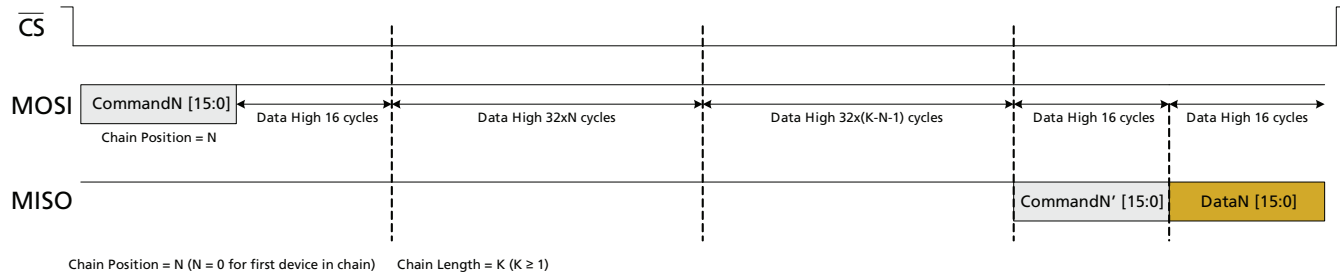 CS
MOSI
CommandN [15:0]
Data High 16 cycles
Data High 32xN cycles
Data High 32x(K-N-1) cycles
Data High 16 cycles
Data High 16 cycles
Chain Position = N
MISO
CommandN’ [15:0]
DataN [15:0]
Chain Position = N (N = 0 for first device in chain) Chain Length = K (K ≥ 1)